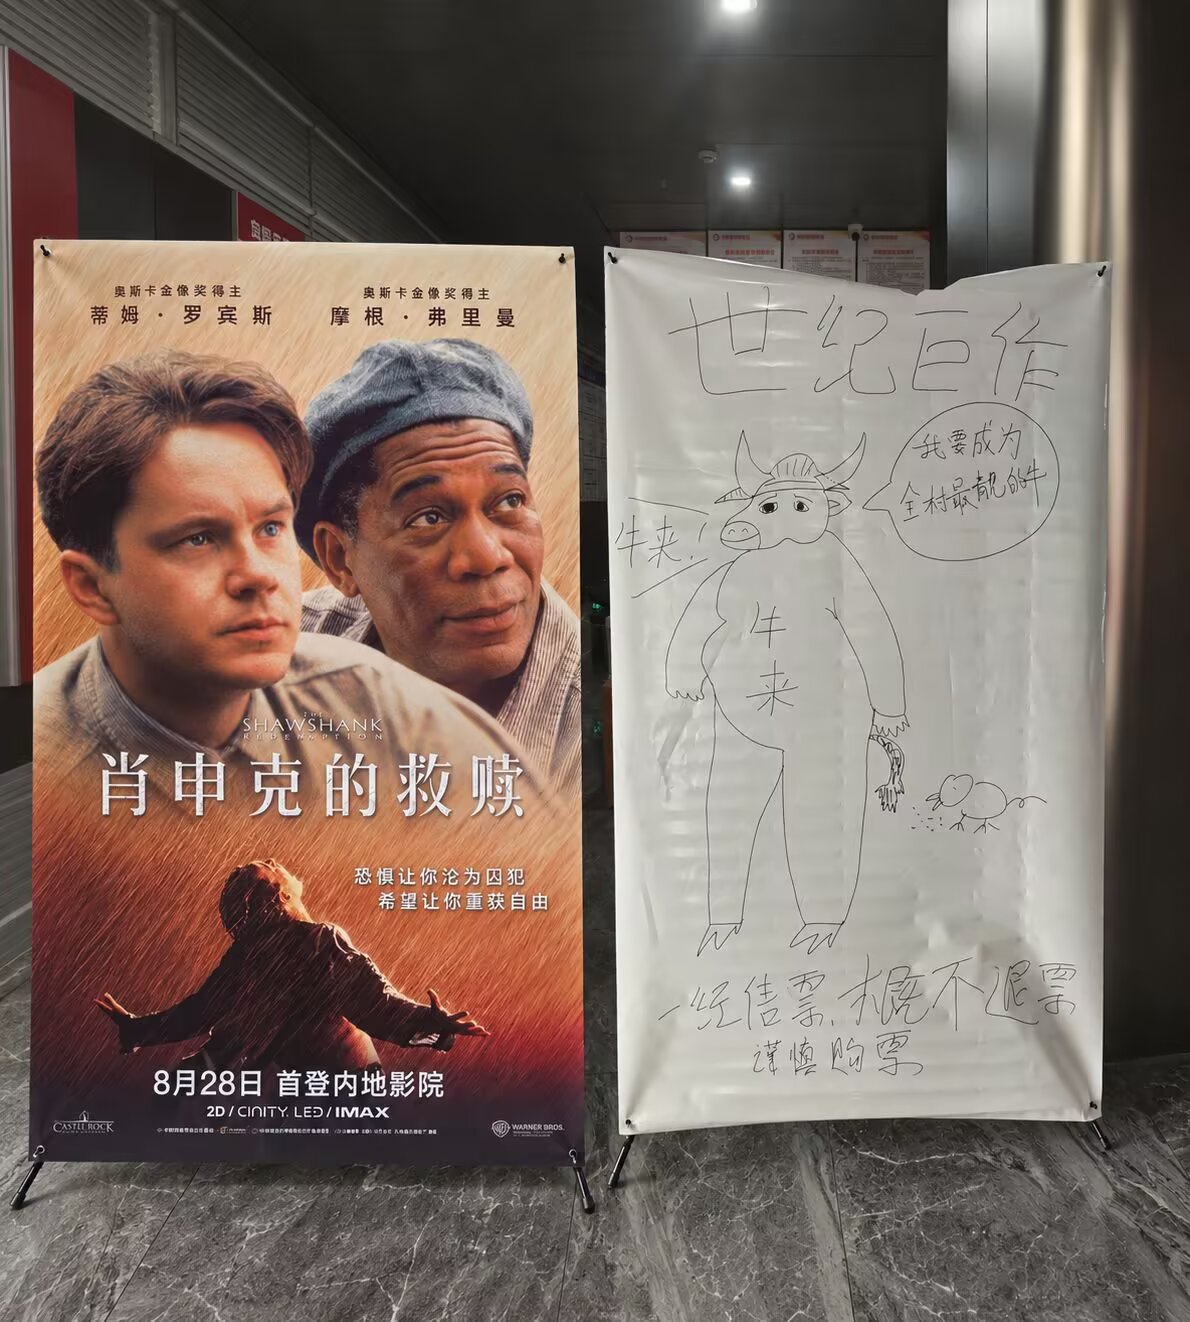 奥斯卡金像奖得主
蒂姆·罗宾斯
奥斯卡金像奖得主
摩根·弗里曼
THE
SHAWSHANK
REDEMPTION
肖申克的救赎
恐惧让你沦为囚犯
希望让你重获自由
8月28日 首登内地影院
2D / CINITY. LED / IMAX
CASTLE ROCK
WARNER BROS.
世纪巨作
我要成为
全村最靓的牛
牛来!
牛
来
一经售票.概不退票
谨慎购票